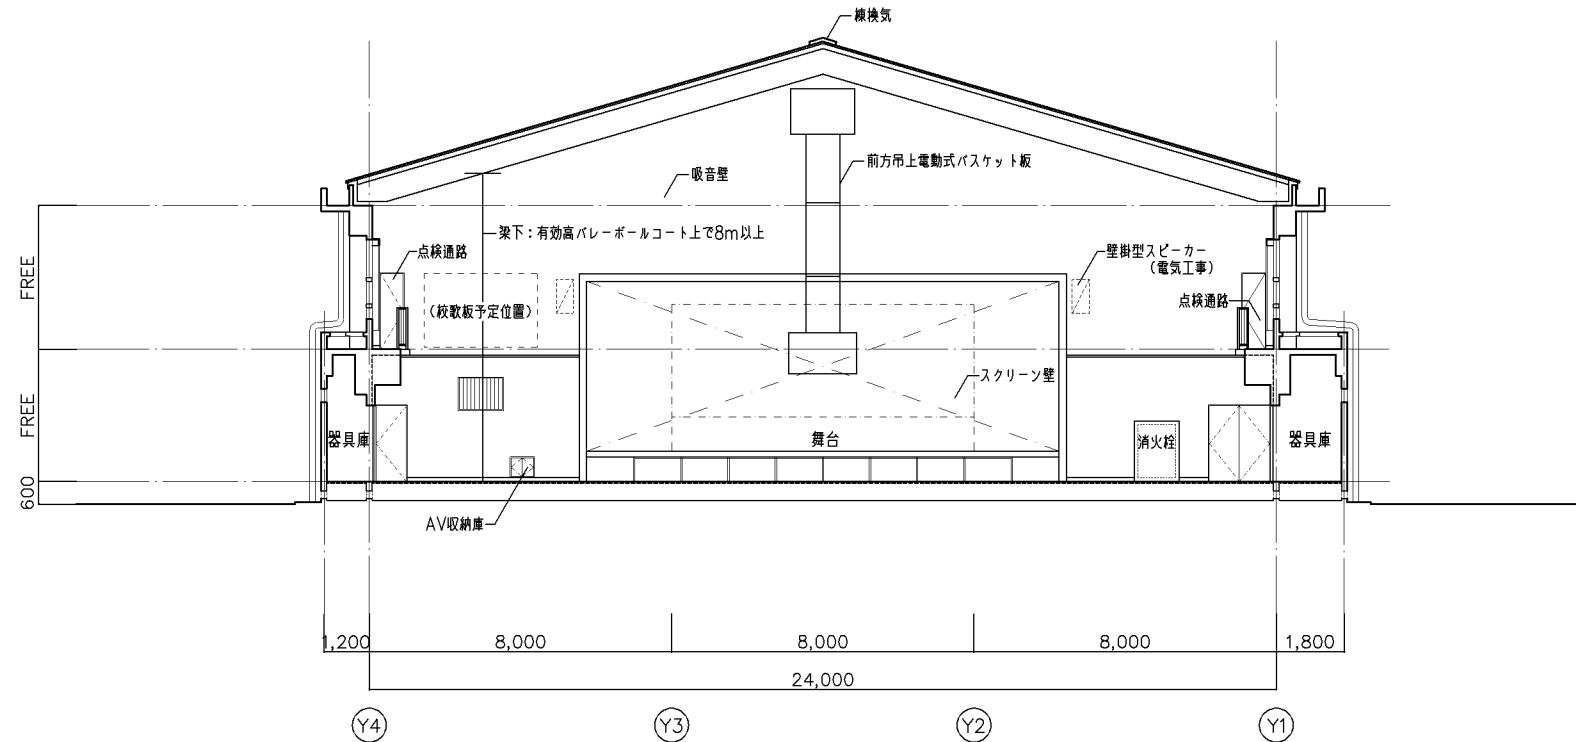 棟換気
前方吊上電動式バスケット板
吸音壁
梁下：有効高バレーボールコート上で8m以上
点検通路
壁掛型スピーカー
（電気工事）
（校歌板予定位置）
点検通路
FREE
スクリーン壁
FREE
器具庫
舞台
消火栓
器具庫
600
AV収納庫
1,200
8,000
8,000
8,000
1,800
24,000
Y4
Y3
Y2
Y1